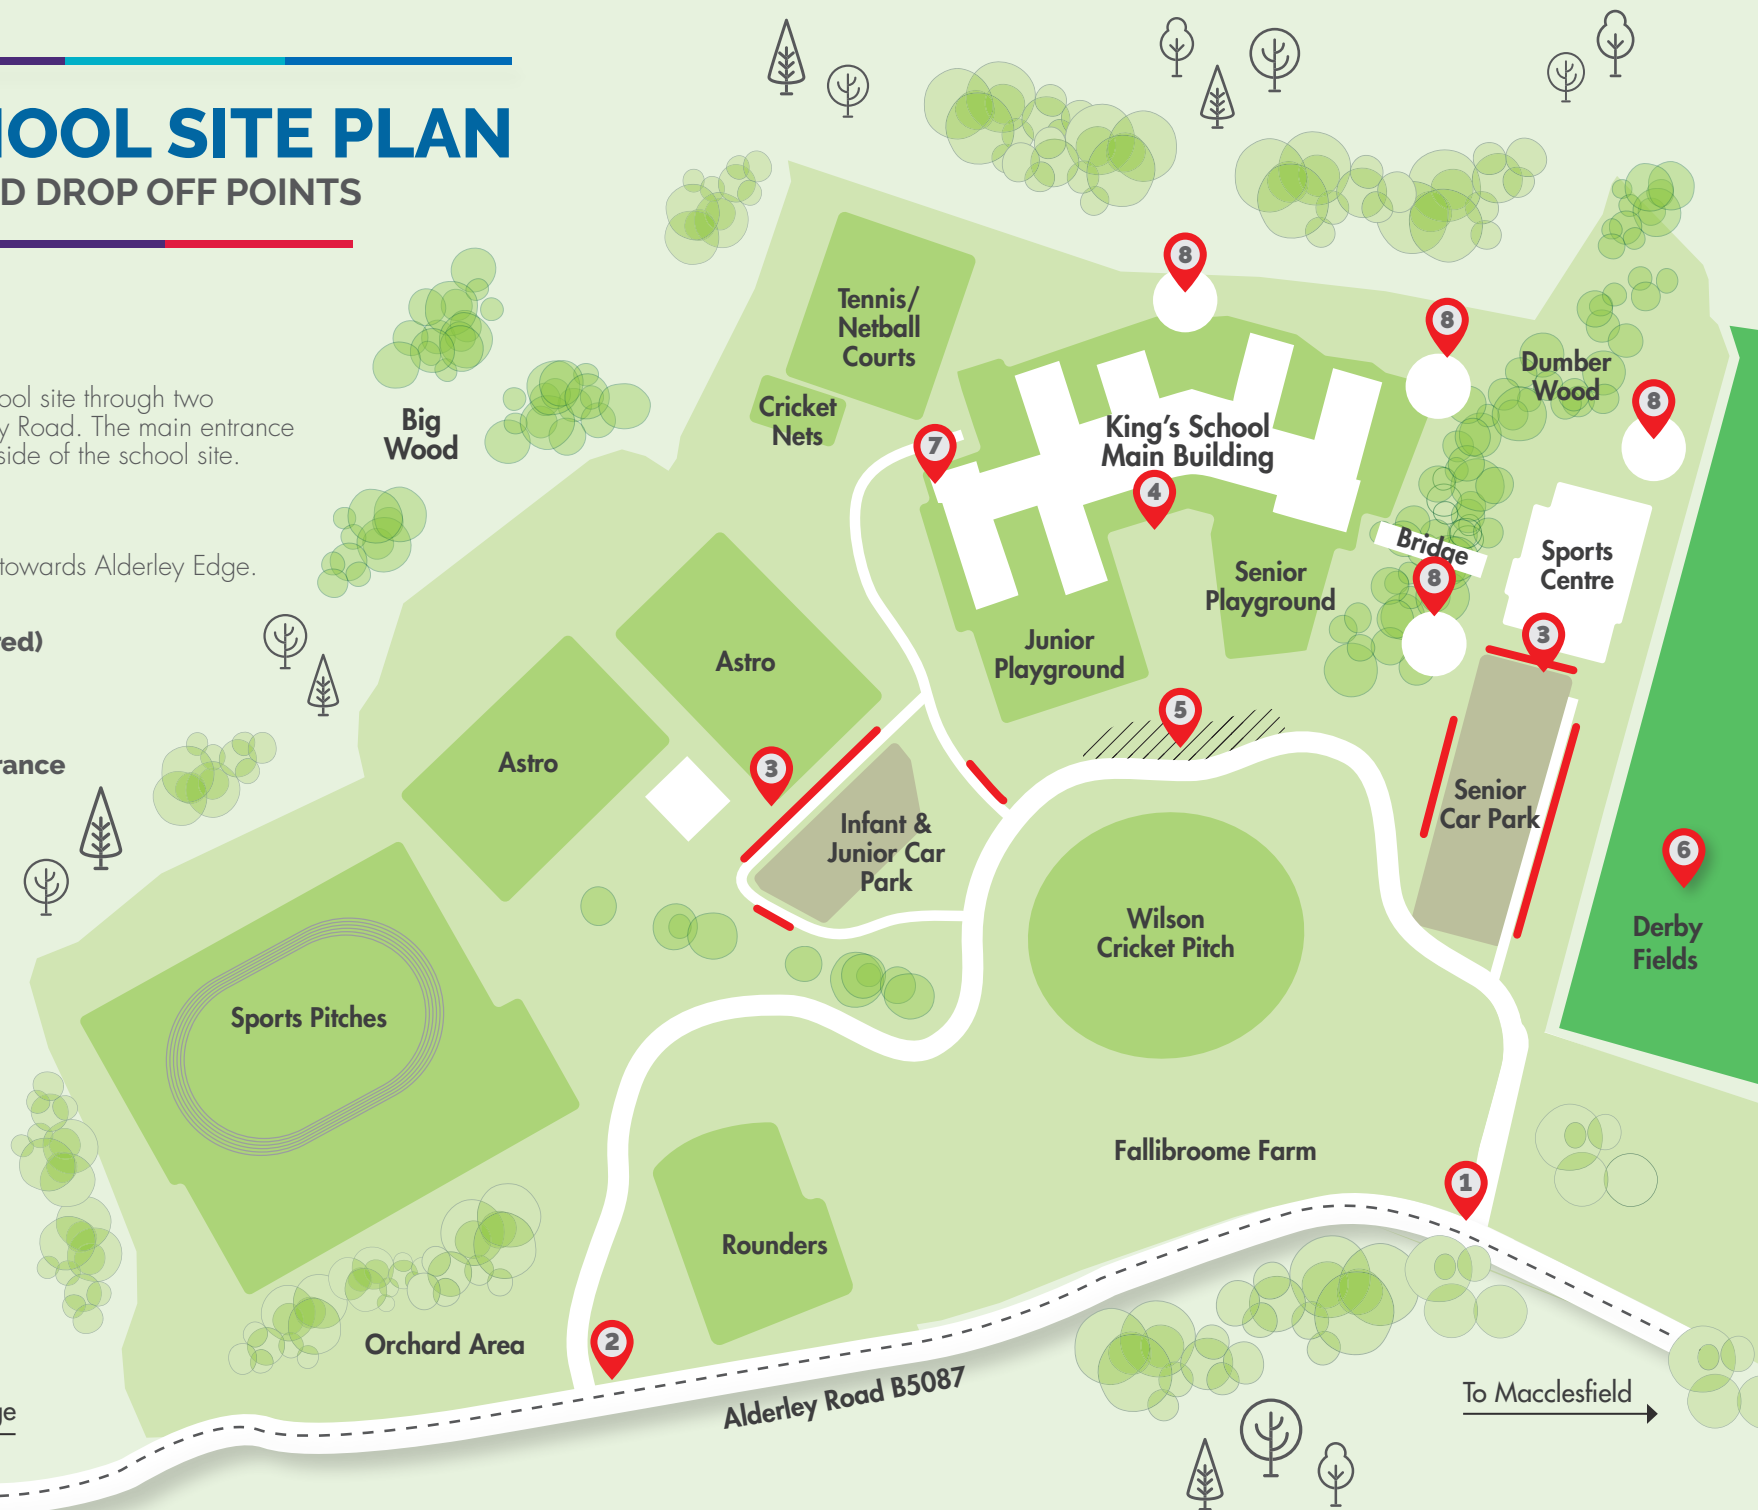 HOOL SITE PLAN
D DROP OFF POINTS
ool site through two
y Road. The main entrance
side of the school site.
towards Alderley Edge.
red)
rance
ge
Big
Wood
Tennis/
Netball
Courts
Cricket
Nets
7
8
8
8
8
King's School
Main Building
4
Dumber
Wood
Bridge
Sports
Centre
Senior
Playground
Junior
Playground
3
5
Astro
Astro
3
Infant &
Junior Car
Park
Senior
Car Park
6
Derby
Fields
Wilson
Cricket Pitch
Sports Pitches
Fallibroome Farm
1
Rounders
Orchard Area
2
Alderley Road B5087
To Macclesfield